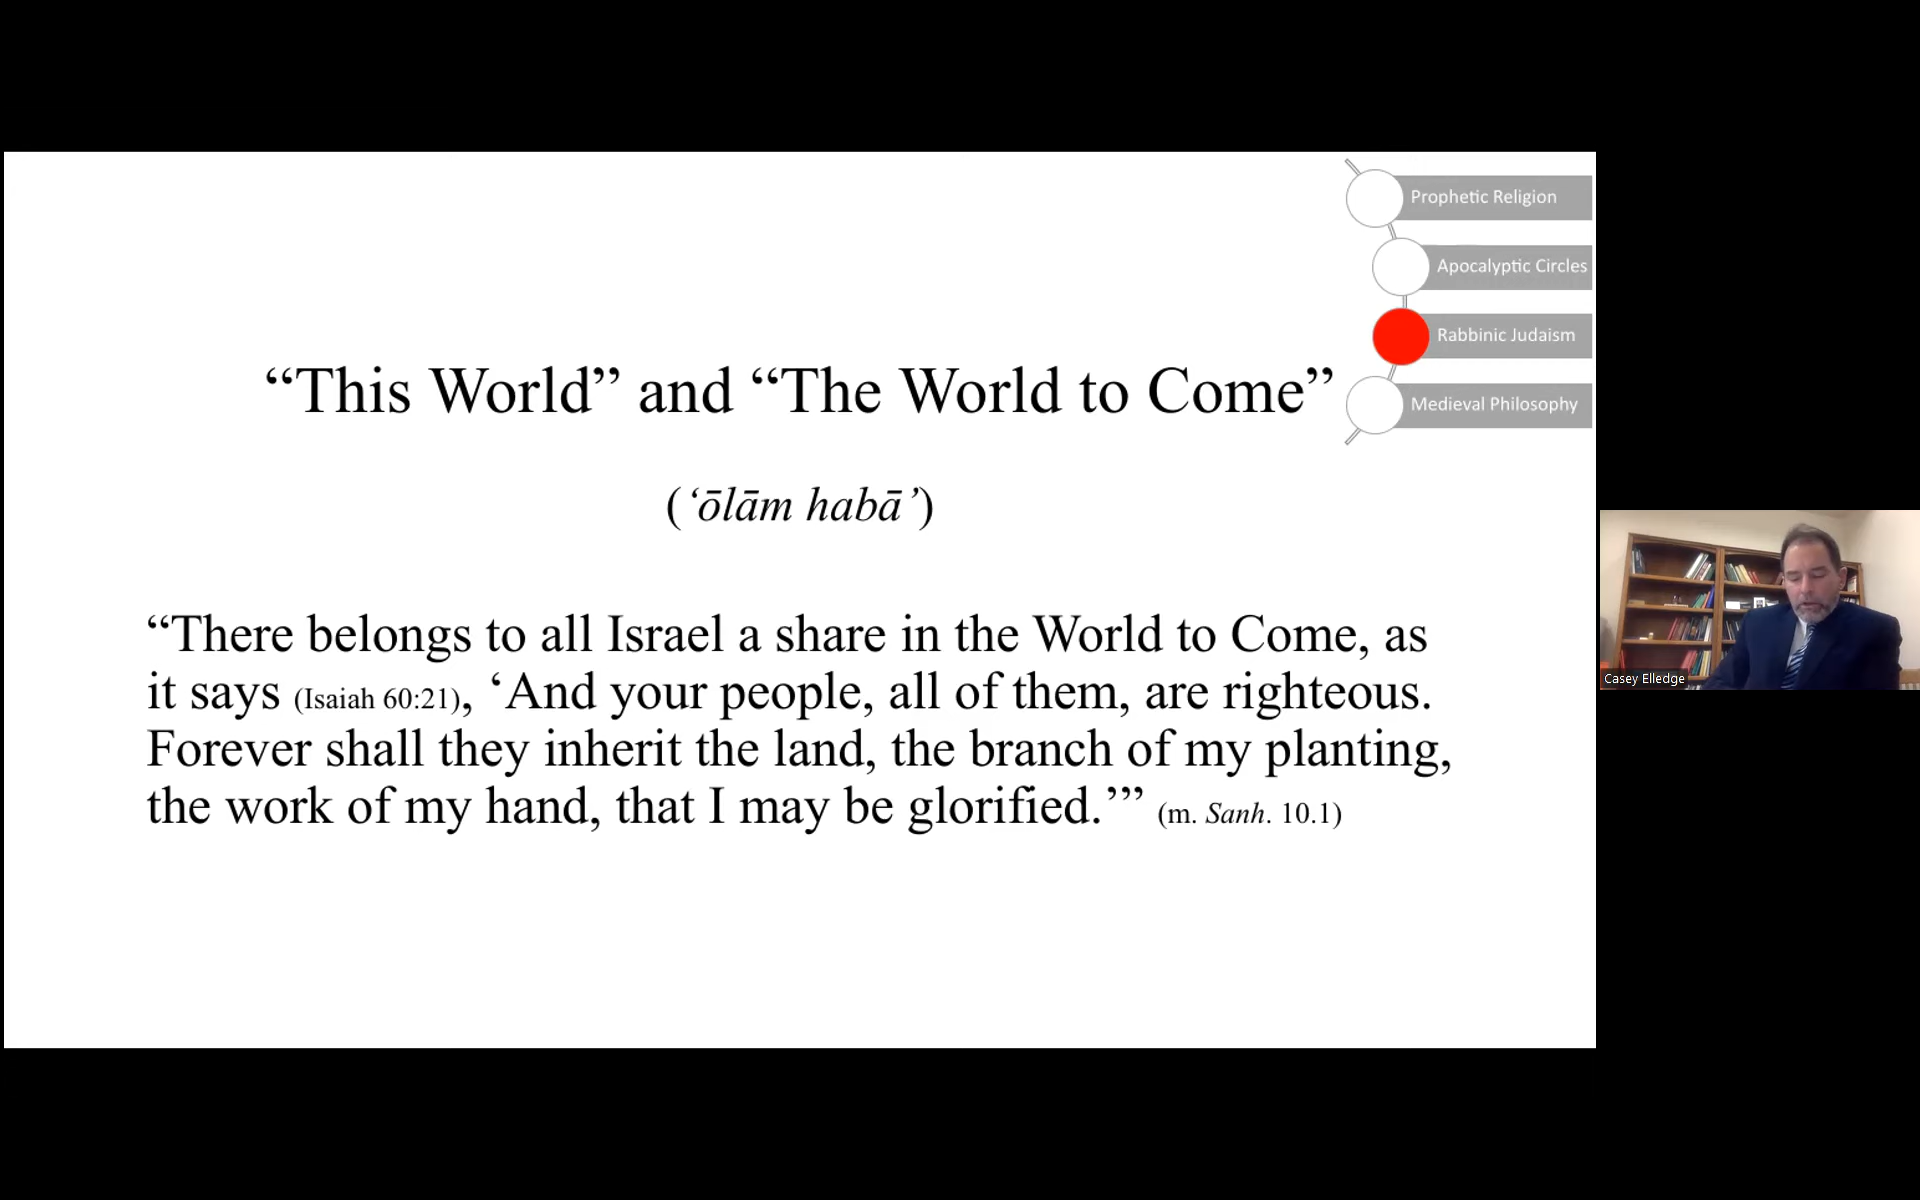 Prophetic Religion
Apocalyptic Circles
Rabbinic Judaism
Medieval Philosophy
“This World” and “The World to Come”
(‘ōlām habā’)
“There belongs to all Israel a share in the World to Come, as
it says (Isaiah 60:21), ‘And your people, all of them, are righteous.
Forever shall they inherit the land, the branch of my planting,
the work of my hand, that I may be glorified.’” (m. Sanh. 10.1)
Casey Elledge